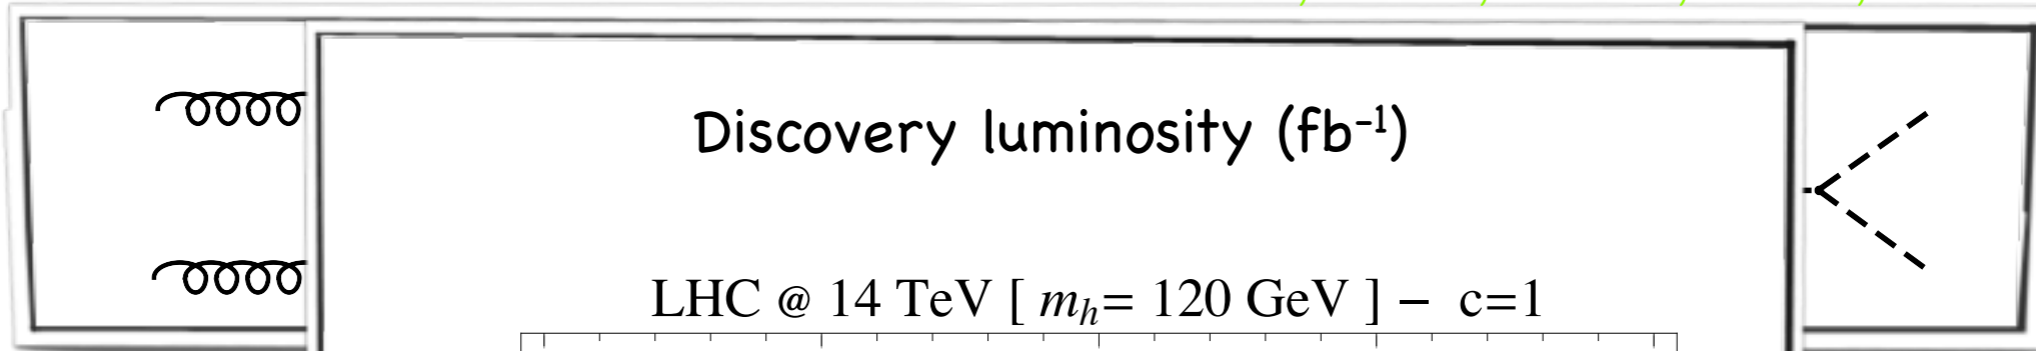 Discovery luminosity (fb⁻¹)
LHC @ 14 TeV [ mₕ= 120 GeV ] − c=1